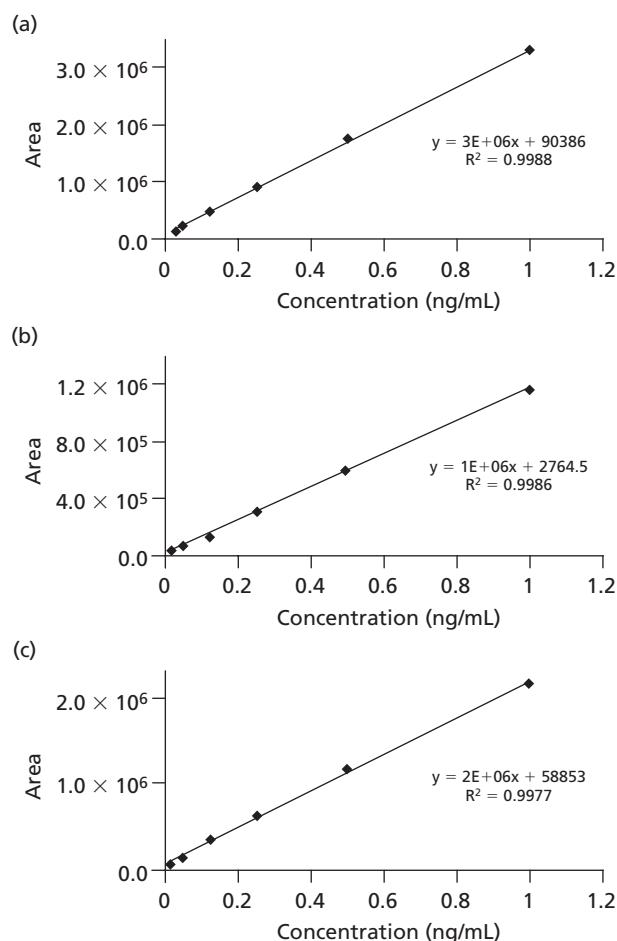 (a)
3.0 × 10⁶
2.0 × 10⁶
1.0 × 10⁶
0.0
Area
y = 3E+06x + 90386
R² = 0.9988
0 0.2 0.4 0.6 0.8 1 1.2
Concentration (ng/mL)
(b)
1.2 × 10⁶
8.0 × 10⁵
4.0 × 10⁵
0.0
Area
y = 1E+06x + 2764.5
R² = 0.9986
0 0.2 0.4 0.6 0.8 1 1.2
Concentration (ng/mL)
(c)
2.0 × 10⁶
1.0 × 10⁶
0.0
Area
y = 2E+06x + 58853
R² = 0.9977
0 0.2 0.4 0.6 0.8 1 1.2
Concentration (ng/mL)